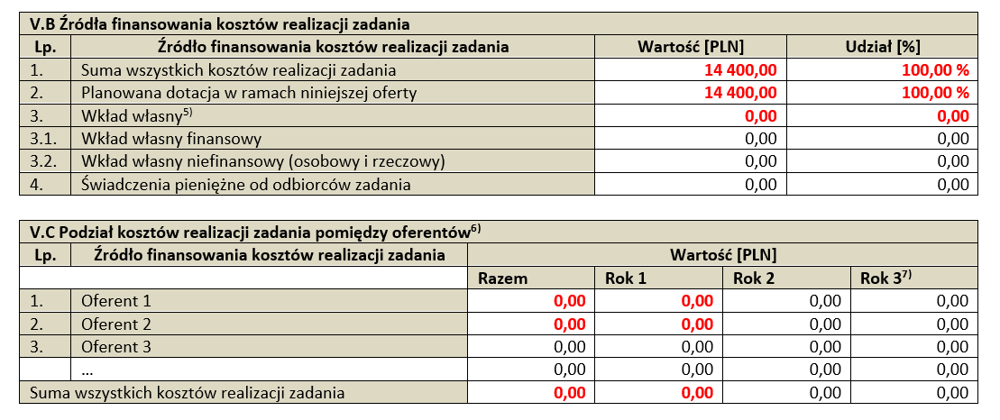 V.B Źródła finansowania kosztów realizacji zadania
Lp. Źródło finansowania kosztów realizacji zadania Wartość [PLN] Udział [%]
1. Suma wszystkich kosztów realizacji zadania 14 400,00 100,00 %
2. Planowana dotacja w ramach niniejszej oferty 14 400,00 100,00 %
3. Wkład własny5) 0,00 0,00
3.1. Wkład własny finansowy 0,00 0,00
3.2. Wkład własny niefinansowy (osobowy i rzeczowy) 0,00 0,00
4. Świadczenia pieniężne od odbiorców zadania 0,00 0,00
V.C Podział kosztów realizacji zadania pomiędzy oferentów6)
Lp. Źródło finansowania kosztów realizacji zadania Wartość [PLN]
Razem Rok 1 Rok 2 Rok 37)
1. Oferent 1 0,00 0,00 0,00 0,00
2. Oferent 2 0,00 0,00 0,00 0,00
3. Oferent 3 0,00 0,00 0,00 0,00
... 0,00 0,00 0,00 0,00
Suma wszystkich kosztów realizacji zadania 0,00 0,00 0,00 0,00